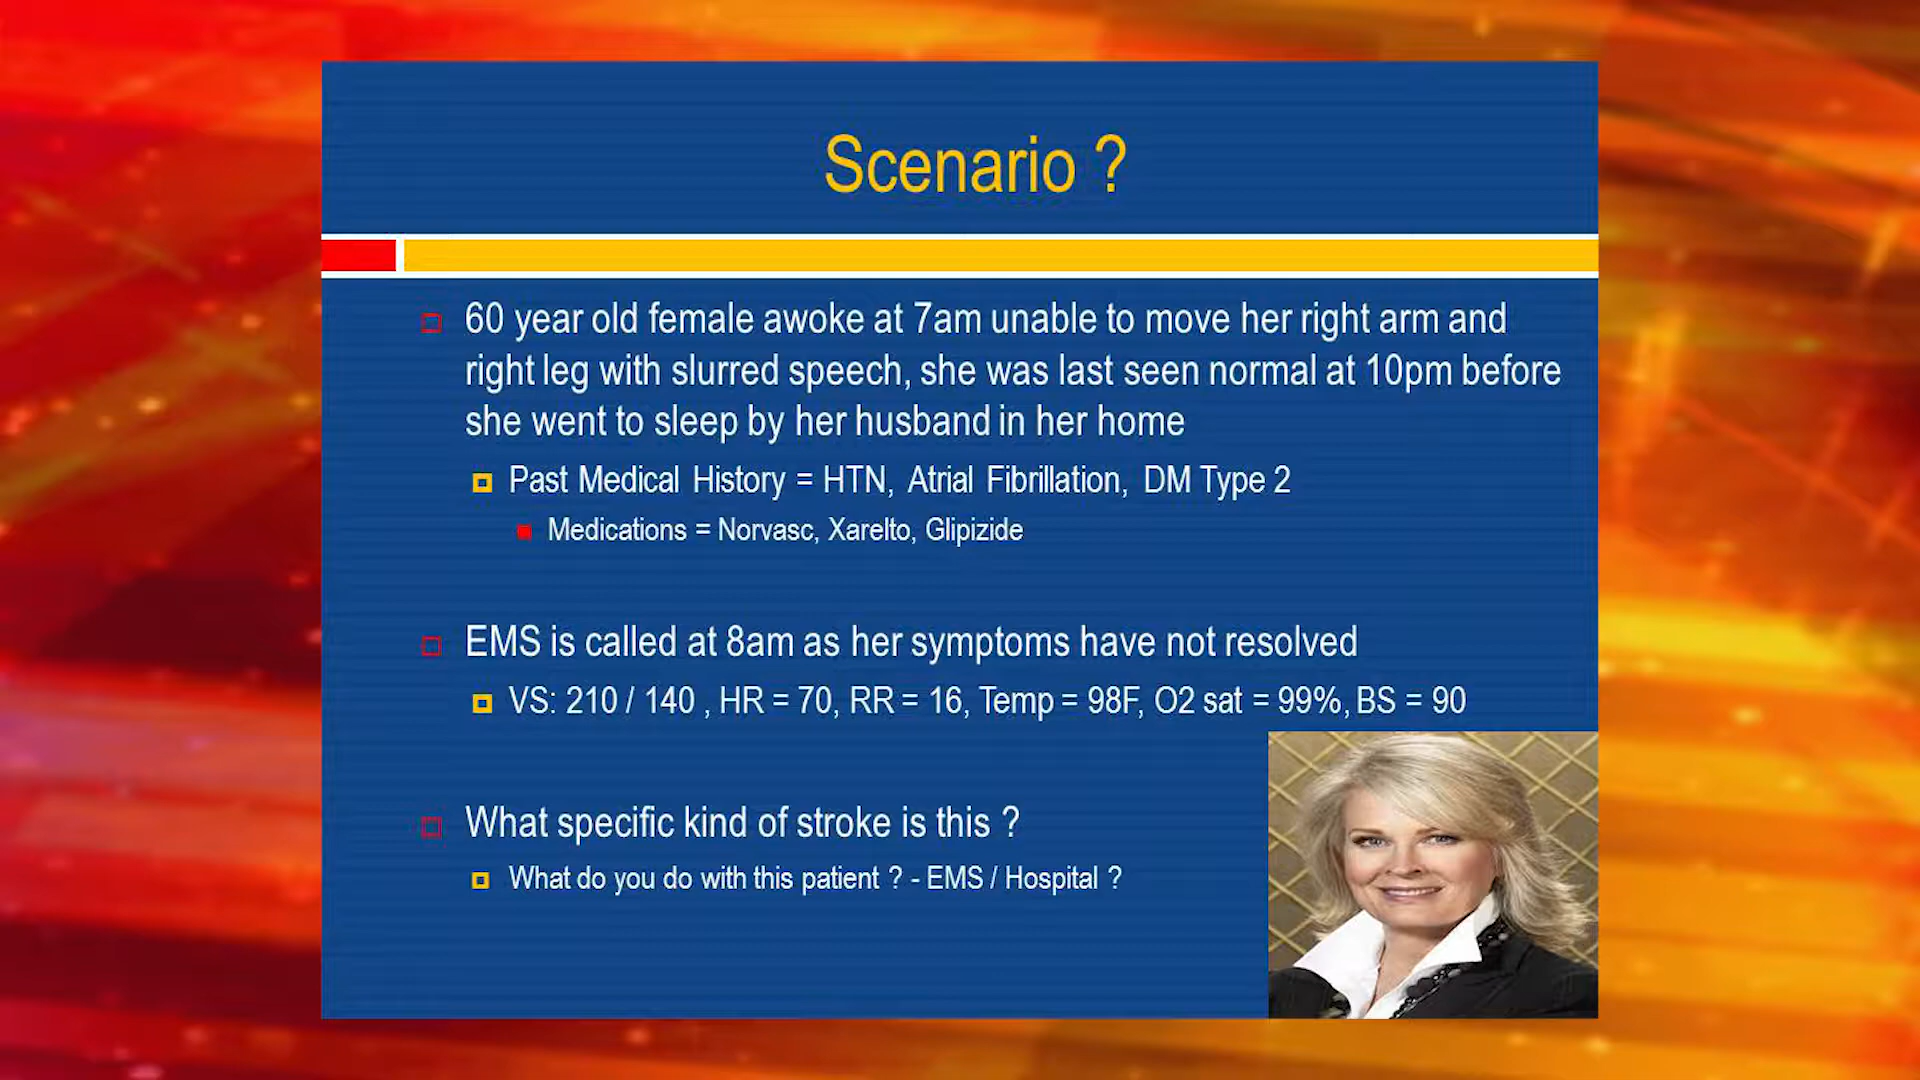 Scenario ?
60 year old female awoke at 7am unable to move her right arm and
right leg with slurred speech, she was last seen normal at 10pm before
she went to sleep by her husband in her home
Past Medical History = HTN, Atrial Fibrillation, DM Type 2
Medications = Norvasc, Xarelto, Glipizide
EMS is called at 8am as her symptoms have not resolved
VS: 210 / 140 , HR = 70, RR = 16, Temp = 98F, O2 sat = 99%, BS = 90
What specific kind of stroke is this ?
What do you do with this patient ? - EMS / Hospital ?